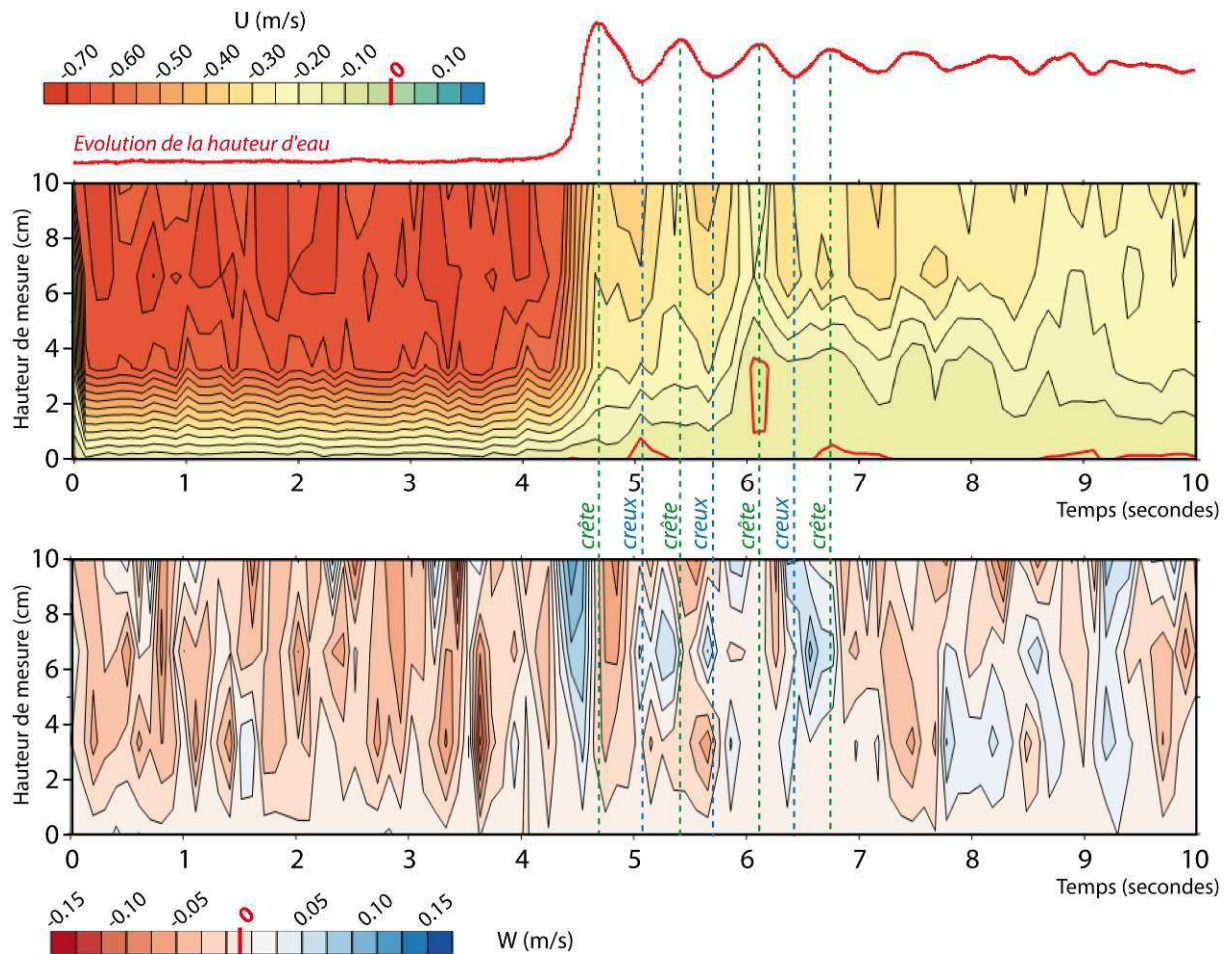 U (m/s)
-0.70 -0.60 -0.50 -0.40 -0.30 -0.20 -0.10 0 0.10
Evolution de la hauteur d'eau
Hauteur de mesure (cm)
10
8
6
4
2
0
0 1 2 3 4 5 6 7 8 9 10
Temps (secondes)
crête creux crête creux crête creux crête
Hauteur de mesure (cm)
10
8
6
4
2
0
0 1 2 3 4 5 6 7 8 9 10
Temps (secondes)
-0.15 -0.10 -0.05 0 0.05 0.10 0.15
W (m/s)